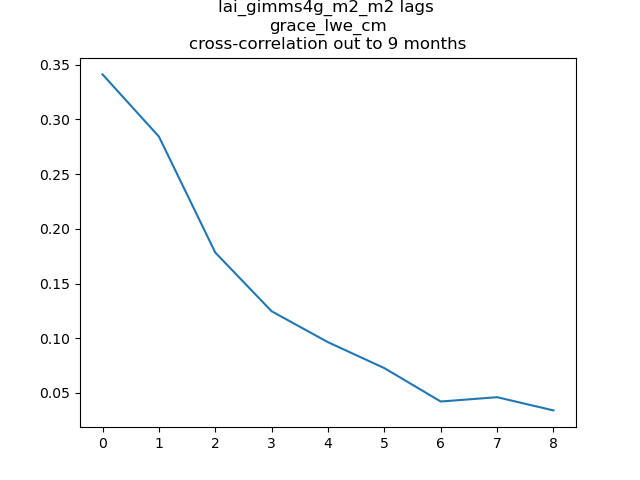 lai_gimms4g_m2_m2 lags
grace_lwe_cm
cross-correlation out to 9 months
0.35
0.30
0.25
0.20
0.15
0.10
0.05
0 1 2 3 4 5 6 7 8